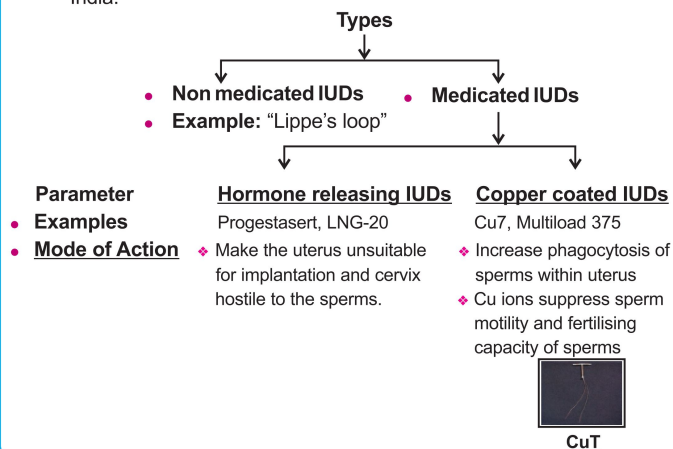 India.
Types
• Non medicated IUDs
• Medicated IUDs
• Example: “Lippe’s loop”
Parameter
Hormone releasing IUDs
Copper coated IUDs
• Examples
Progestasert, LNG-20
Cu7, Multiload 375
• Mode of Action
❖ Make the uterus unsuitable
for implantation and cervix
hostile to the sperms.
❖ Increase phagocytosis of
sperms within uterus
❖ Cu ions suppress sperm
motility and fertilising
capacity of sperms
CuT